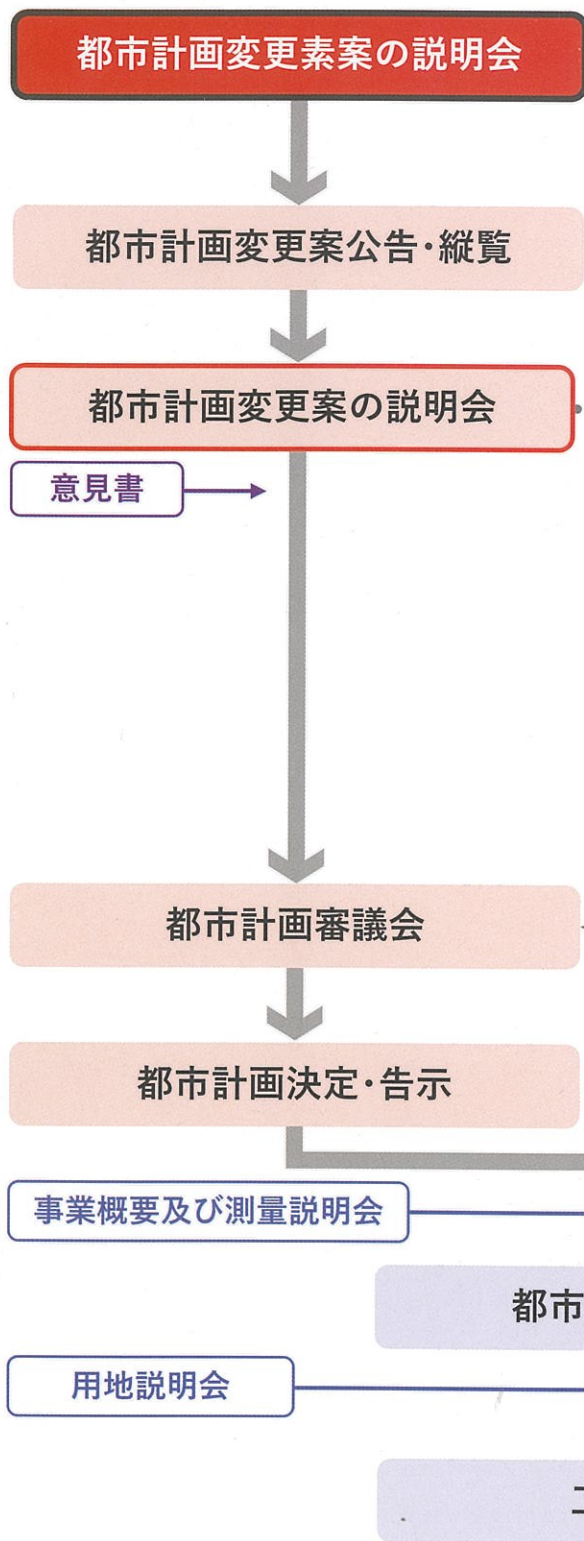 都市計画変更素案の説明会
都市計画変更案公告・縦覧
都市計画変更案の説明会
意見書
都市計画審議会
都市計画決定・告示
事業概要及び測量説明会
都市
用地説明会